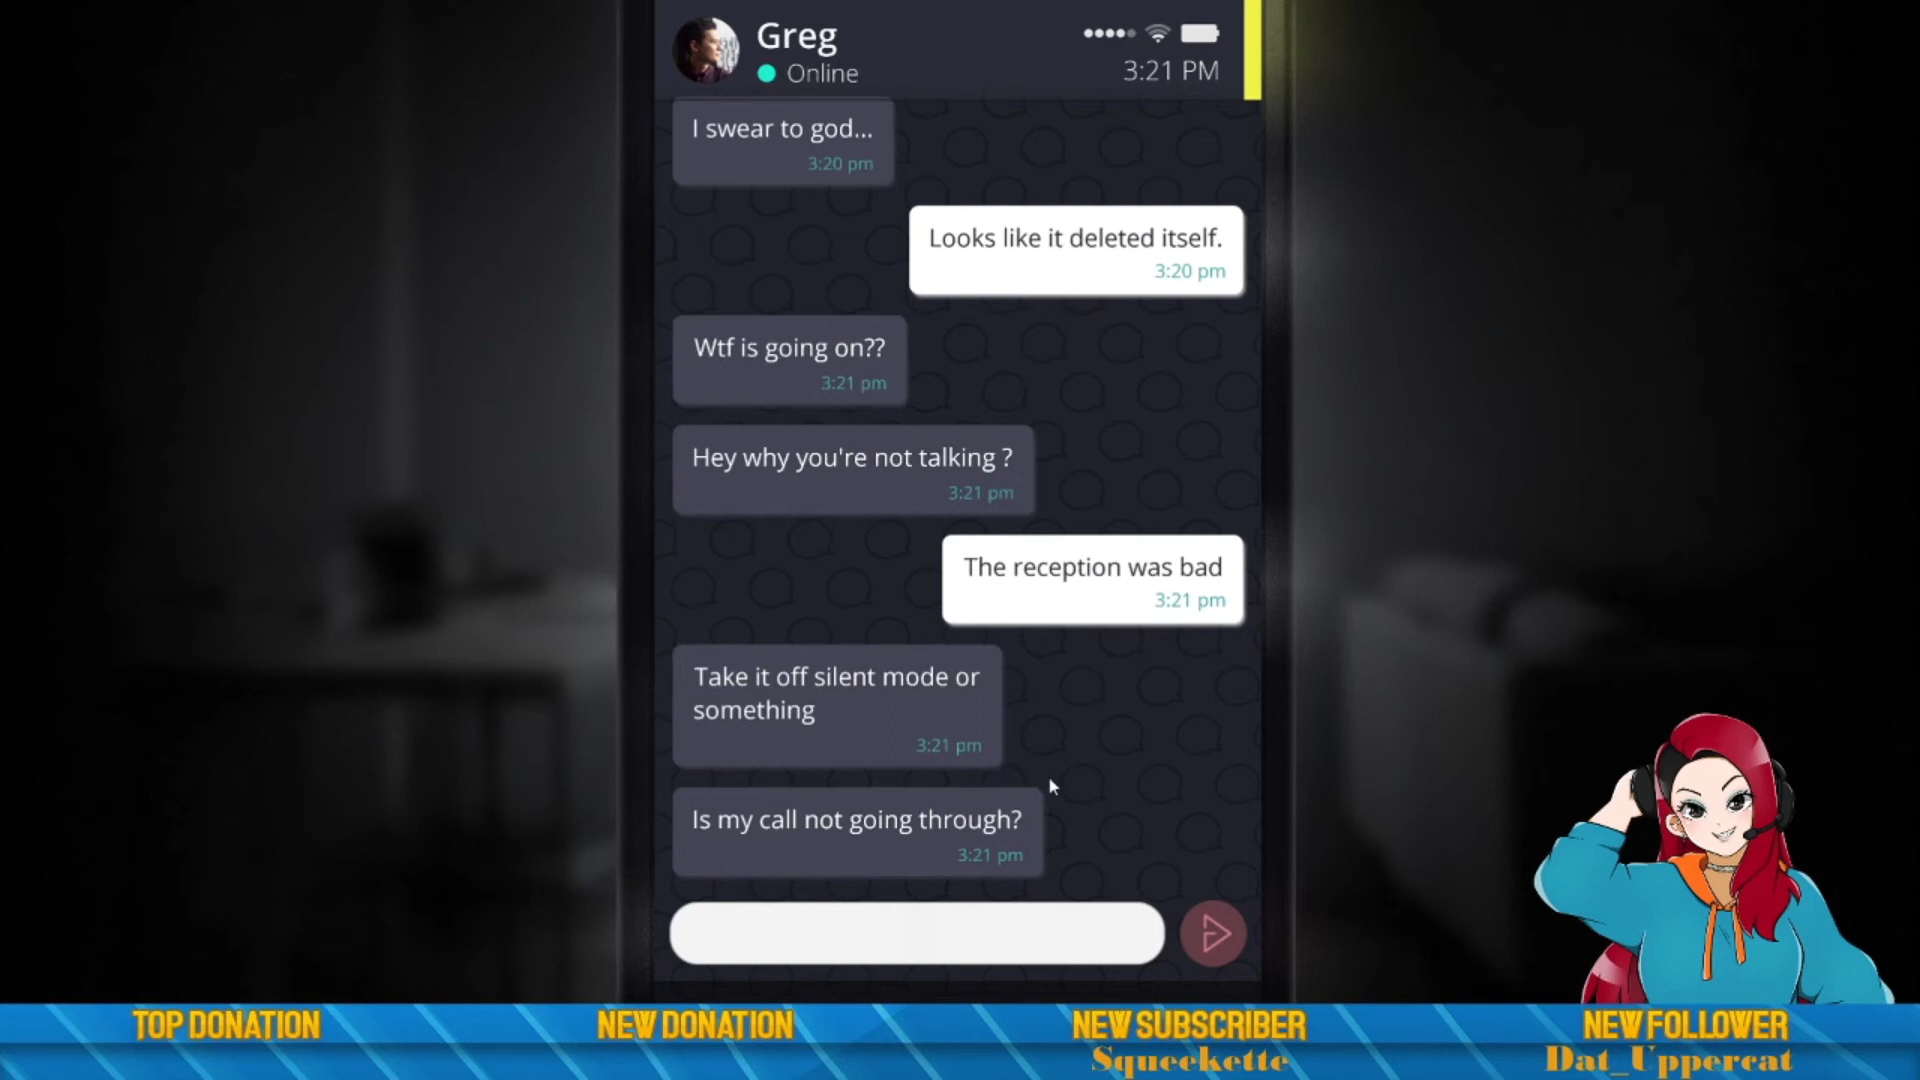 Greg
Online
3:21 PM
I swear to god...
3:20 pm
Looks like it deleted itself.
3:20 pm
Wtf is going on??
3:21 pm
Hey why you're not talking ?
3:21 pm
The reception was bad
3:21 pm
Take it off silent mode or
something
3:21 pm
Is my call not going through?
3:21 pm
TOP DONATION
NEW DONATION
NEW SUBSCRIBER
Squeekette
NEW FOLLOWER
Dat_Uppercat